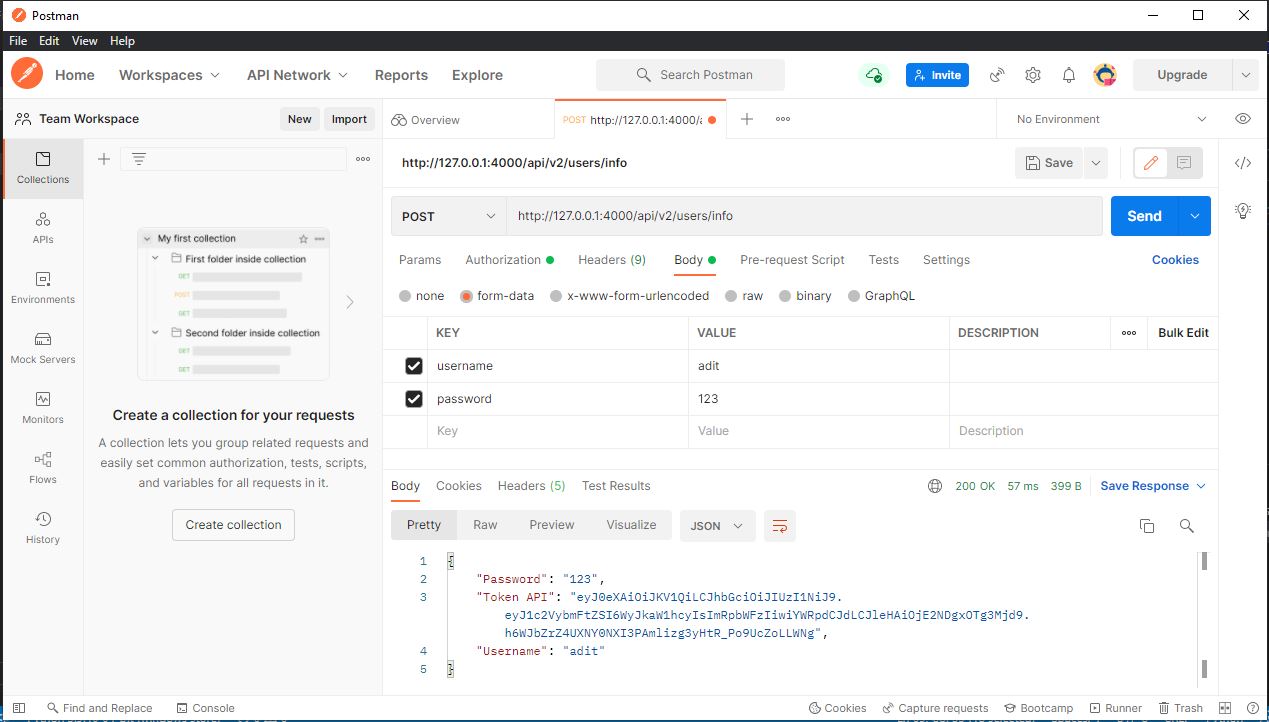 Postman
File Edit View Help
Home Workspaces API Network Reports Explore Search Postman Invite Upgrade
Team Workspace New Import Overview POST http://127.0.0.1:4000/a No Environment
http://127.0.0.1:4000/api/v2/users/info Save
Collections
APIs
Environments
Mock Servers
Monitors
Flows
History
My first collection
First folder inside collection
GET
POST
GET
Second folder inside collection
GET
GET
Create a collection for your requests
A collection lets you group related requests and
easily set common authorization, tests, scripts,
and variables for all requests in it.
Create collection
POST http://127.0.0.1:4000/api/v2/users/info Send
Params Authorization Headers (9) Body Pre-request Script Tests Settings Cookies
none form-data x-www-form-urlencoded raw binary GraphQL
KEY VALUE DESCRIPTION Bulk Edit
username adit
password 123
Key Value Description
Body Cookies Headers (5) Test Results 200 OK 57 ms 399 B Save Response
Pretty Raw Preview Visualize JSON
1 {
2 "Password": "123",
3 "Token API": "eyJ0eXAiOiJKV1QiLCJhbGciOiJIUzI1NiJ9.
eyJ1c2VybmFtZSI6WyJkaW1hcyIsImRpbWFzIiwiYWRpdCJdLCJleHAiOjE2NDgxOTg3Mjd9.
h6WJbZrZ4UXNY0NXI3PAmlizg3yHtR_Po9UcZoLLWNg",
4 "Username": "adit"
5 }
Find and Replace Console Cookies Capture requests Bootcamp Runner Trash